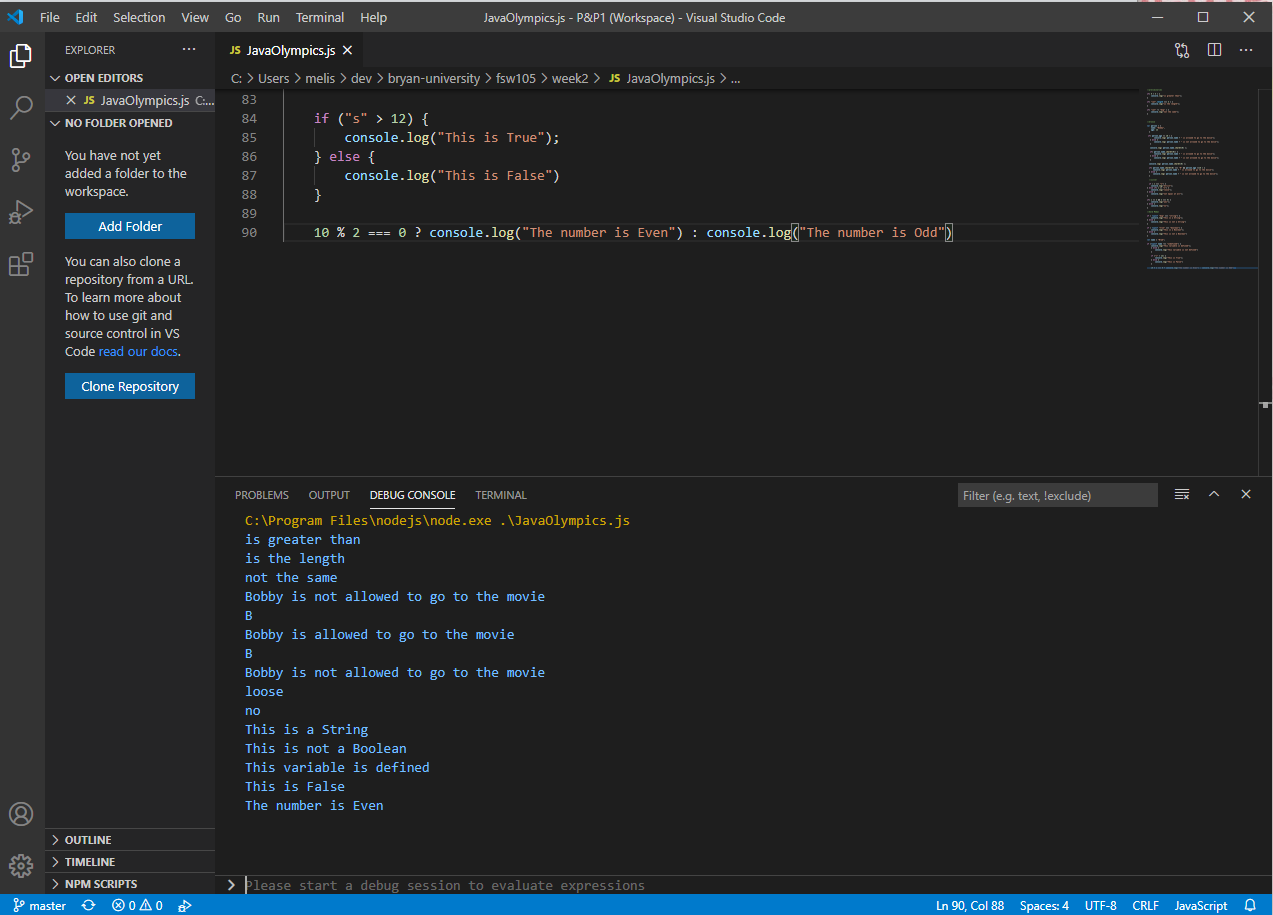 File Edit Selection View Go Run Terminal Help JavaOlympics.js - P&P1 (Workspace) - Visual Studio Code
EXPLORER
OPEN EDITORS
JS JavaOlympics.js C:...
NO FOLDER OPENED
You have not yet
added a folder to the
workspace.
Add Folder
You can also clone a
repository from a URL.
To learn more about
how to use git and
source control in VS
Code read our docs.
Clone Repository
OUTLINE
TIMELINE
NPM SCRIPTS
JS JavaOlympics.js
C: > Users > melis > dev > bryan-university > fsw105 > week2 > JS JavaOlympics.js > ...
83
84 if ("s" > 12) {
85 console.log("This is True");
86 } else {
87 console.log("This is False")
88 }
89
90 10 % 2 === 0 ? console.log("The number is Even") : console.log("The number is Odd")
PROBLEMS OUTPUT DEBUG CONSOLE TERMINAL Filter (e.g. text, !exclude)
C:\Program Files\nodejs\node.exe .\JavaOlympics.js
is greater than
is the length
not the same
Bobby is not allowed to go to the movie
B
Bobby is allowed to go to the movie
B
Bobby is not allowed to go to the movie
loose
no
This is a String
This is not a Boolean
This variable is defined
This is False
The number is Even
Please start a debug session to evaluate expressions
master 0 0 Ln 90, Col 88 Spaces: 4 UTF-8 CRLF JavaScript